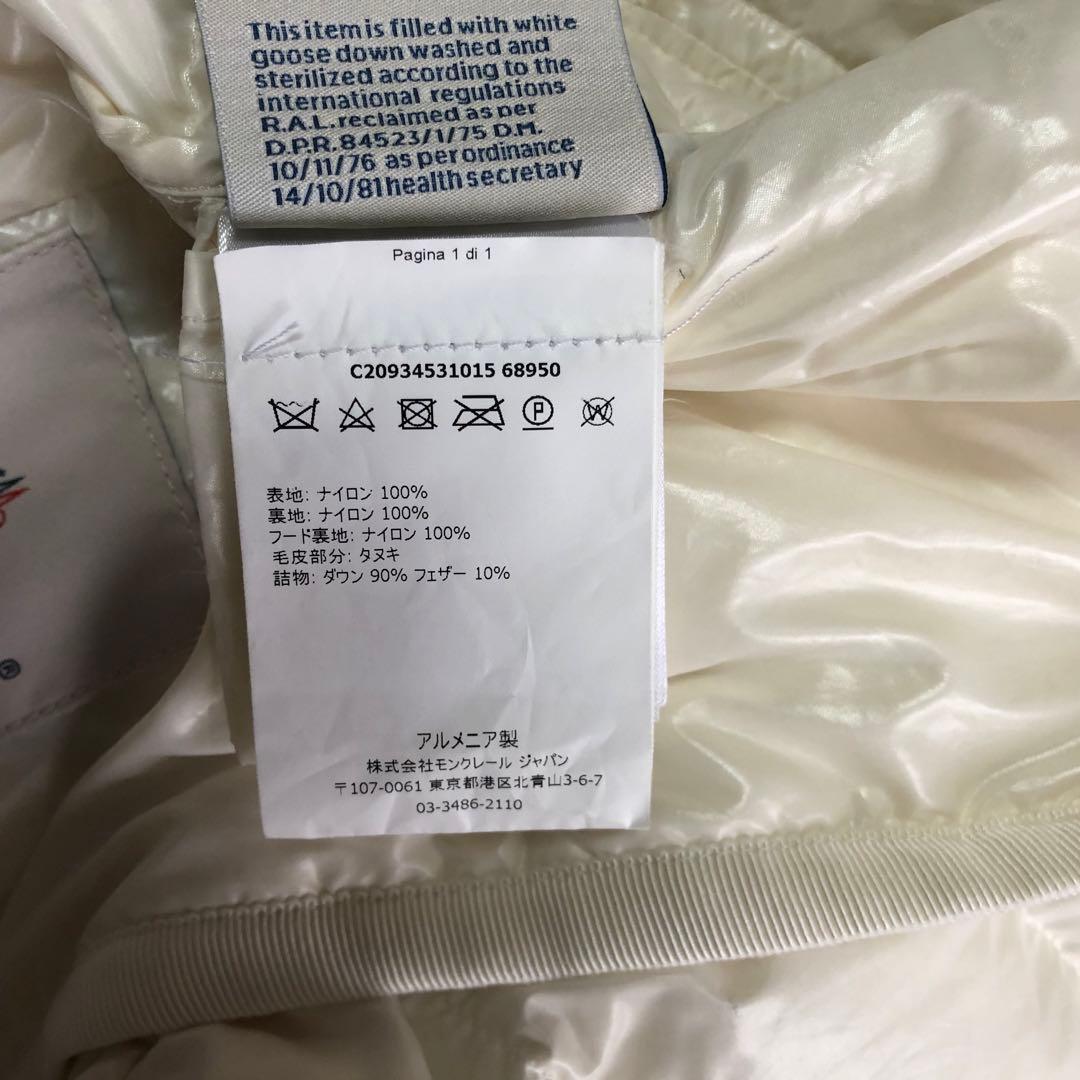 This item is filled with white
goose down washed and
sterilized according to the
international regulations
R.A.L. reclaimed as per
D.P.R. 84523/1/75 D.M.
10/11/76 as per ordinance
14/10/81 health secretary
Pagina 1 di 1
C20934531015 68950
P
W
表地: ナイロン 100%
裏地: ナイロン 100%
フード裏地: ナイロン 100%
毛皮部分: タヌキ
詰物: ダウン 90% フェザー 10%
アルメニア製
株式会社モンクレール ジャパン
〒107-0061 東京都港区北青山3-6-7
03-3486-2110
®